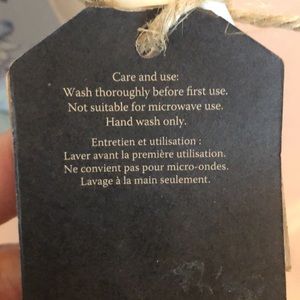 Care and use:
Wash thoroughly before first use.
Not suitable for microwave use.
Hand wash only.
Entretien et utilisation :
Laver avant la première utilisation.
Ne convient pas pour micro-ondes.
Lavage à la main seulement.